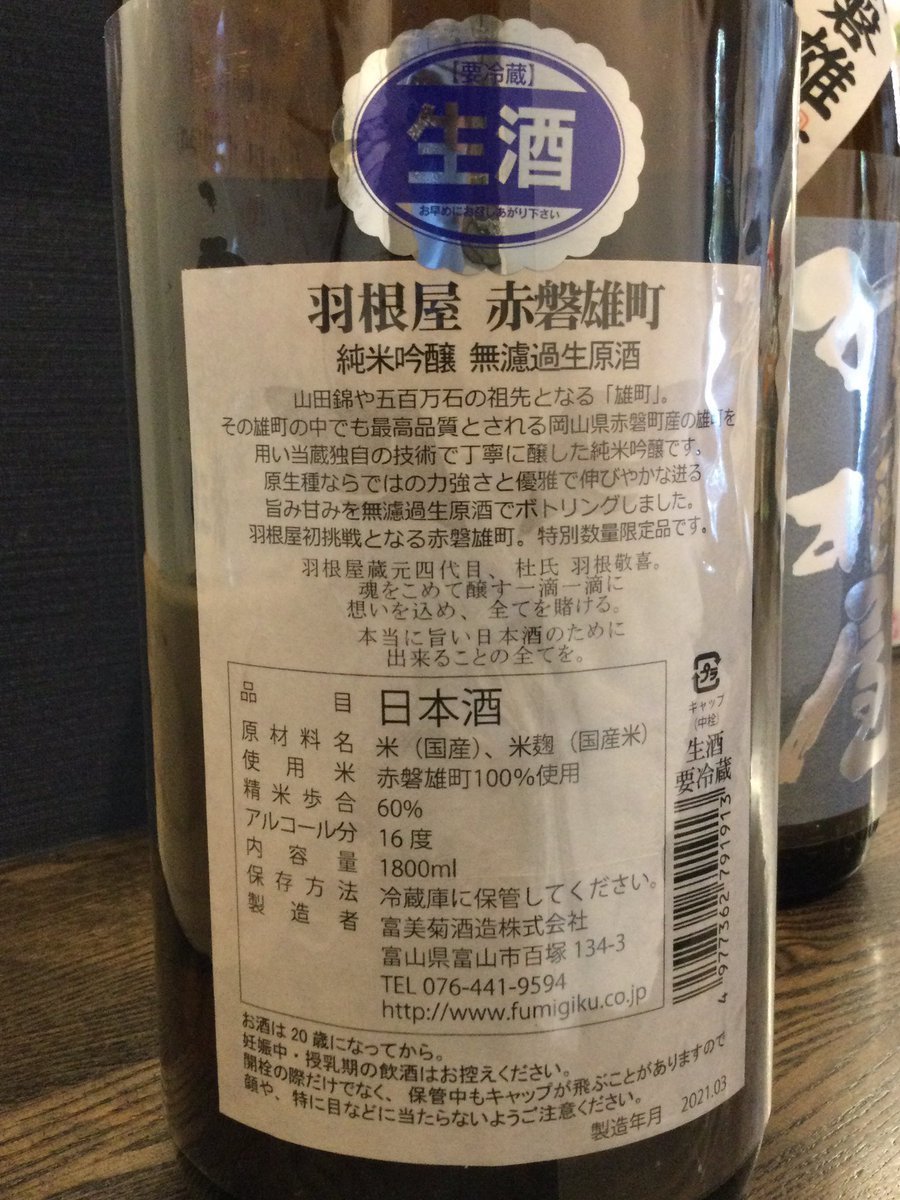 【要冷蔵】
生酒
お早めにお召しあがり下さい
羽根屋 赤磐雄町
純米吟醸 無濾過生原酒
山田錦や五百万石の祖先となる「雄町」。
その雄町の中でも最高品質とされる岡山県赤磐町産の雄町を
用い当蔵独自の技術で丁寧に醸した純米吟醸です。
原生種ならではの力強さと優雅で伸びやかな迸る
旨み甘みを無濾過生原酒でボトリングしました。
羽根屋初挑戦となる赤磐雄町。特別数量限定品です。
羽根屋蔵元四代目、杜氏 羽根敬喜。
魂をこめて醸す一滴一滴に
想いを込め、全てを賭ける。
本当に旨い日本酒のために
出来ることの全てを。
品目 日本酒
原材料名 米（国産）、米麹（国産米）
使用米 赤磐雄町100％使用
精米歩合 60%
アルコール分 16度
内容量 1800ml
保存方法 冷蔵庫に保管してください。
製造者 富美菊酒造株式会社
富山県富山市百塚134-3
TEL 076-441-9594
http://www.fumigiku.co.jp
プラ
キャップ
(中栓)
生酒
要冷蔵
4 977362 791913
お酒は20歳になってから。
妊娠中・授乳期の飲酒はお控えください。
開栓の際だけでなく、保管中もキャップが飛ぶことがありますので
顔や、特に目などに当たらないようご注意ください。
製造年月 2021.03
磐雄